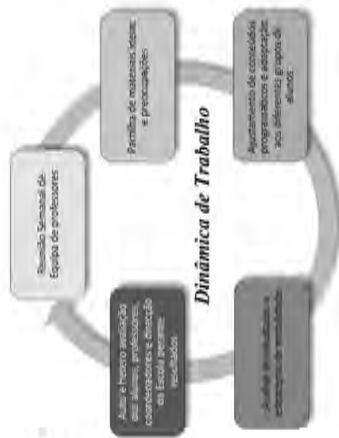 Reunião Semanal de
Equipa de professores
Partilha de materiais, ideias
e preocupações
Ajustamento de conteúdos
programáticos e adaptação
aos diferentes grupos de
alunos
Auto e hetero avaliação
dos alunos, professores,
coordenadores e direcção
da Escola perante
resultados
Dinâmica de Trabalho